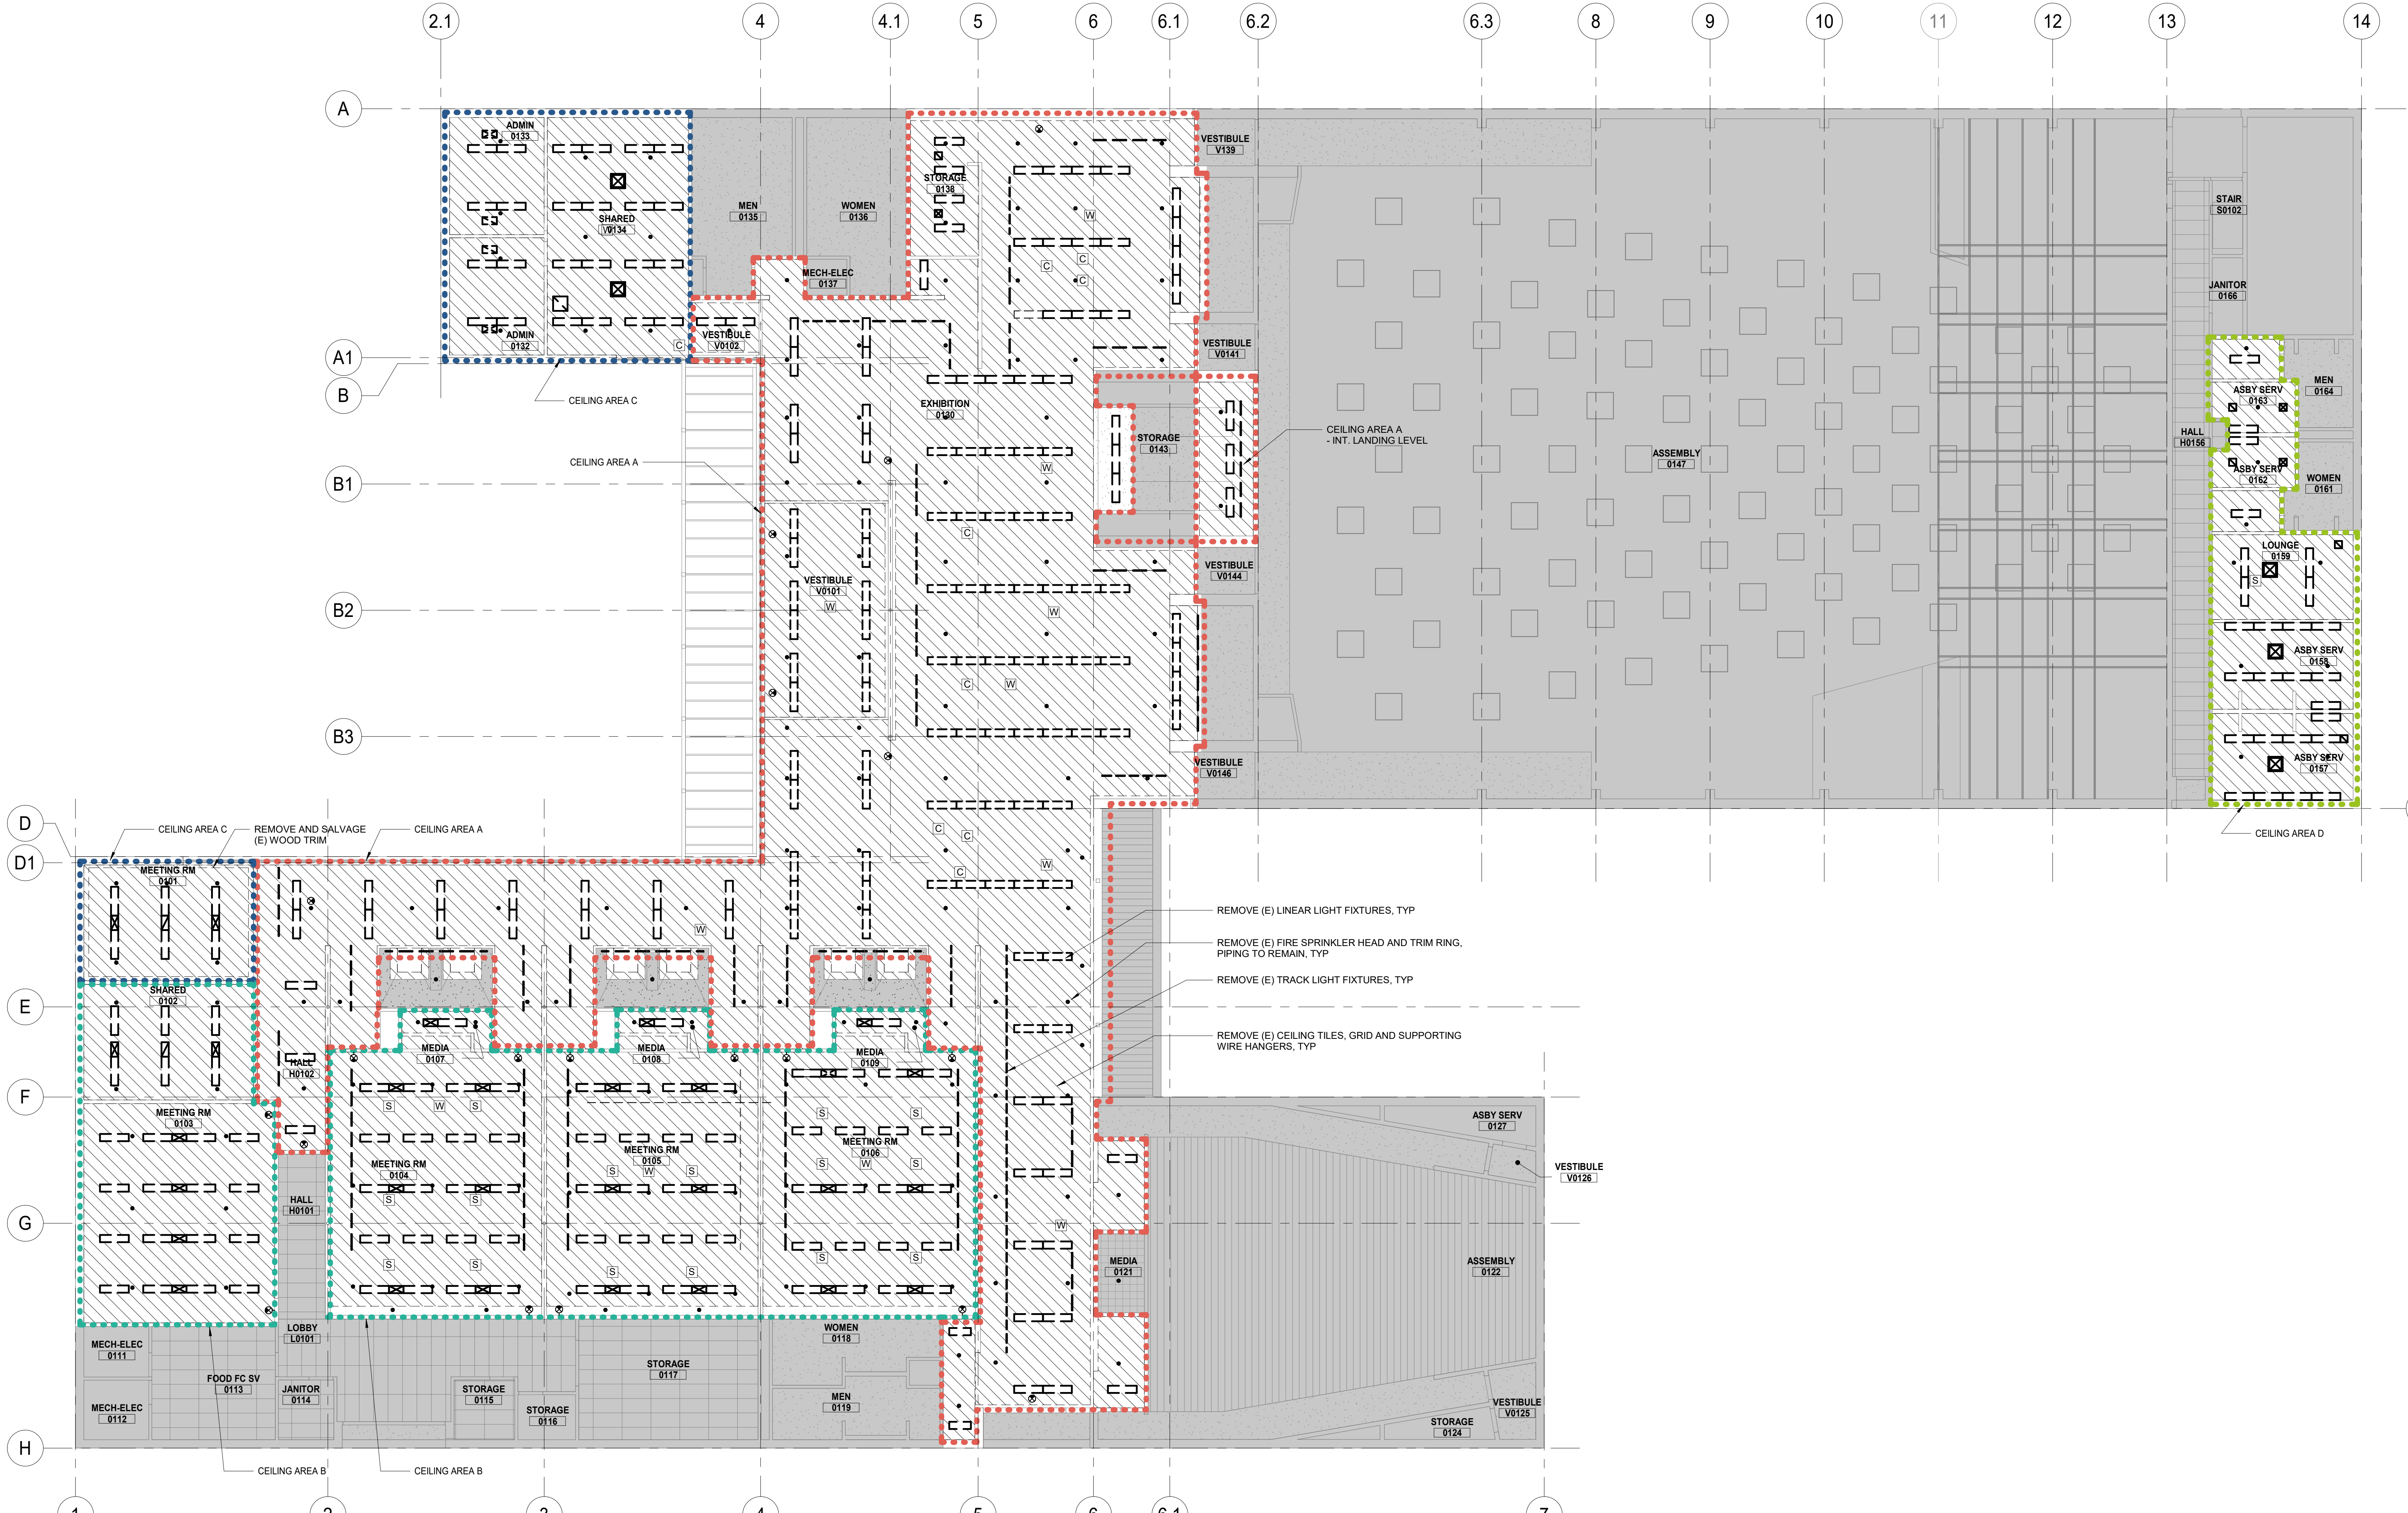 2.1
4
4.1
5
6
6.1
6.2
6.3
8
9
10
11
12
13
14
A
A1
B
B1
B2
B3
D
D1
E
F
G
H
ADMIN
0133
SHARED
V0134
ADMIN
0132
C
MEN
0135
WOMEN
0136
MECH-ELEC
0137
VESTIBULE
V0102
STORAGE
0138
W
C
C
C
VESTIBULE
V139
VESTIBULE
V0141
CEILING AREA C
CEILING AREA A
EXHIBITION
0130
STORAGE
0143
CEILING AREA A
- INT. LANDING LEVEL
ASSEMBLY
0147
W
C
VESTIBULE
V0101
W
W
VESTIBULE
V0144
C
W
VESTIBULE
V0146
C
C
C
W
STAIR
S0102
JANITOR
0166
ASBY SERV
0163
MEN
0164
HALL
H0156
ASBY SERV
0162
WOMEN
0161
LOUNGE
0159
S
ASBY SERV
0158
ASBY SERV
0157
CEILING AREA D
CEILING AREA C
REMOVE AND SALVAGE
(E) WOOD TRIM
CEILING AREA A
MEETING RM
0101
W
SHARED
0102
HALL
H0102
MEDIA
0107
MEDIA
0108
MEDIA
0109
REMOVE (E) LINEAR LIGHT FIXTURES, TYP
REMOVE (E) FIRE SPRINKLER HEAD AND TRIM RING,
PIPING TO REMAIN, TYP
REMOVE (E) TRACK LIGHT FIXTURES, TYP
REMOVE (E) CEILING TILES, GRID AND SUPPORTING
WIRE HANGERS, TYP
MEETING RM
0103
S
W
S
S
S
MEETING RM
0104
S
S
S
S
MEETING RM
0105
S
W
S
S
S
MEETING RM
0106
S
W
S
S
S
W
HALL
H0101
ASBY SERV
0127
VESTIBULE
V0126
MEDIA
0121
ASSEMBLY
0122
MECH-ELEC
0111
MECH-ELEC
0112
FOOD FC SV
0113
LOBBY
L0101
JANITOR
0114
STORAGE
0115
STORAGE
0116
STORAGE
0117
WOMEN
0118
MEN
0119
STORAGE
0124
VESTIBULE
V0125
CEILING AREA B
CEILING AREA B
1
2
3
4
5
6
6.1
7